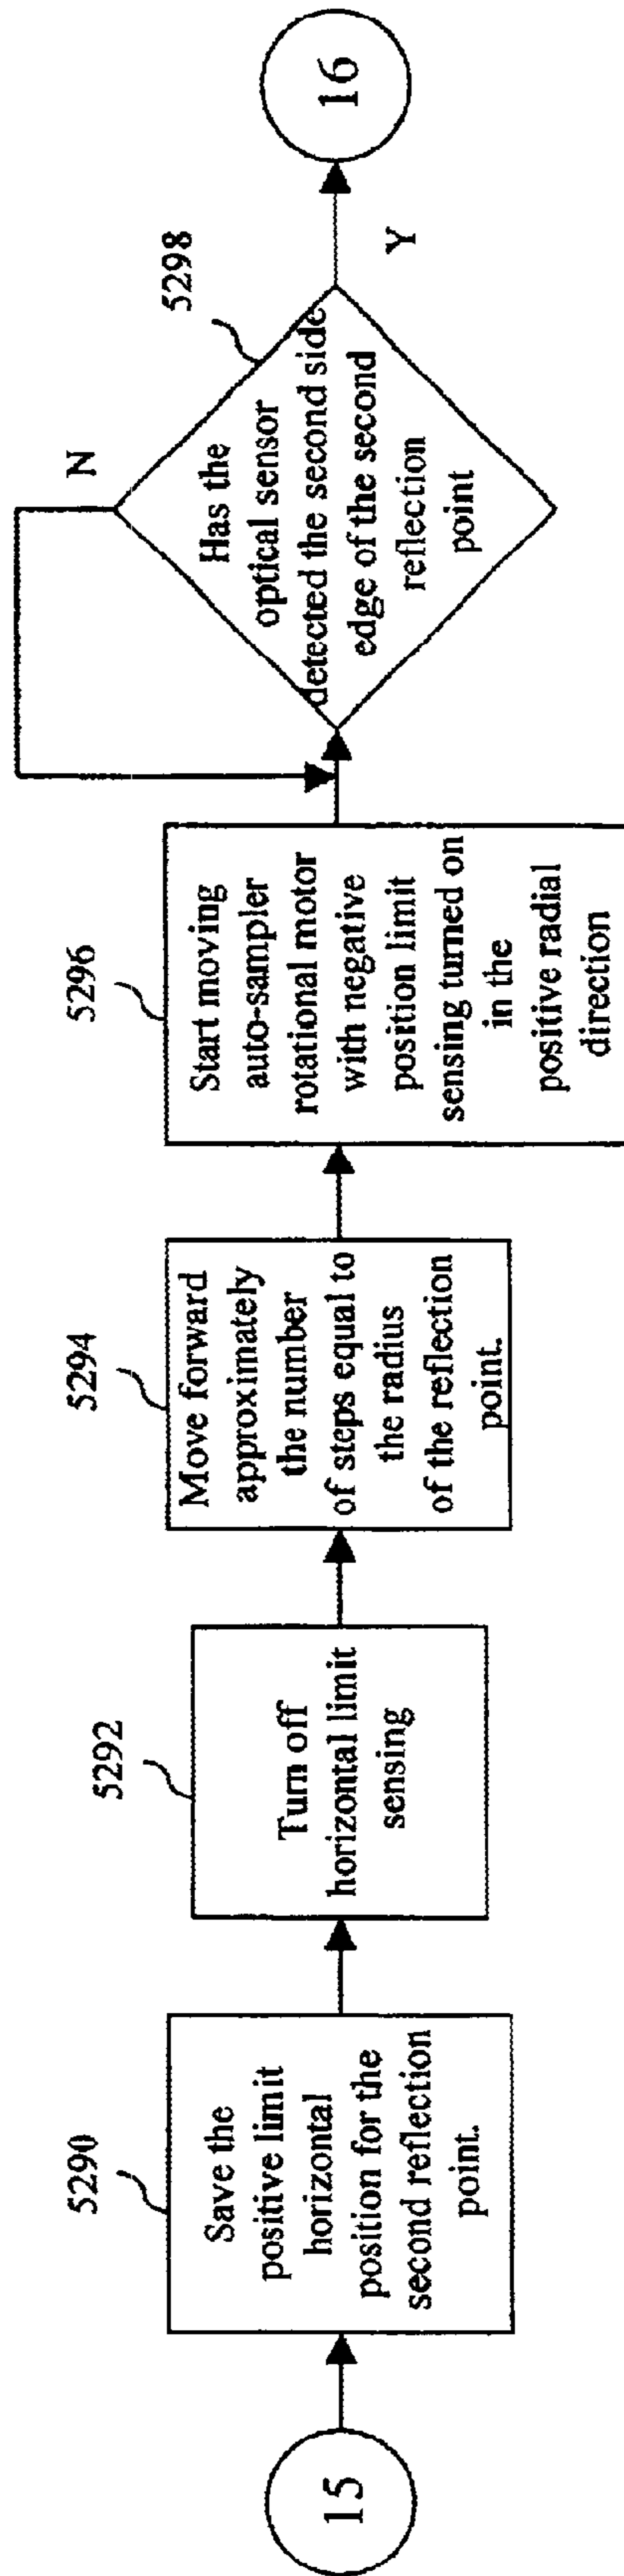 15
5290
Save the
positive limit
horizontal
position for the
second reflection
point.
5292
Turn off
horizontal limit
sensing
5294
Move forward
approximately
the number
of steps equal to
the radius
of the reflection
point.
5296
Start moving
auto-sampler
rotational motor
with negative
position limit
sensing turned on
in the
positive radial
direction
5298
Has the
optical sensor
detected the second side
edge of the second
reflection
point
N
Y
16